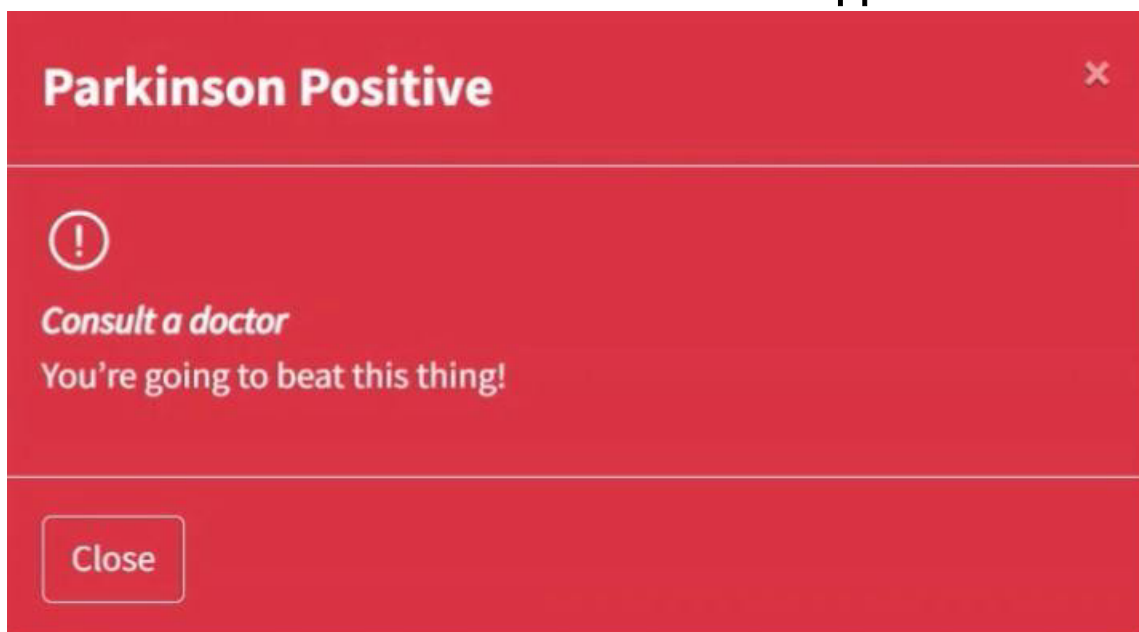 Parkinson Positive
×
Consult a doctor
You're going to beat this thing!
Close